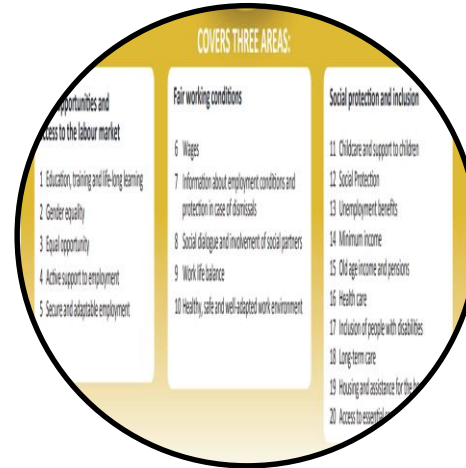 COVERS THREE AREAS:
opportunities and
access to the labour market
1 Education, training and life-long learning
2 Gender equality
3 Equal opportunity
4 Active support to employment
5 Secure and adaptable employment
Fair working conditions
6 Wages
7 Information about employment conditions and
protection in case of dismissals
8 Social dialogue and involvement of social partners
9 Work life balance
10 Healthy, safe and well-adapted work environment
Social protection and inclusion
11 Childcare and support to children
12 Social Protection
13 Unemployment benefits
14 Minimum income
15 Old age income and pensions
16 Health care
17 Inclusion of people with disabilities
18 Long-term care
19 Housing and assistance for the
20 Access to essential